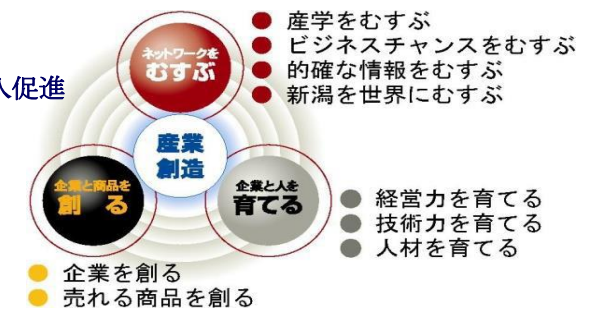 ネットワークを
むすぶ
産学をむすぶ
ビジネスチャンスをむすぶ
的確な情報をむすぶ
新潟を世界にむすぶ
促進
産業
創造
企業と商品を
創る
企業と人を
育てる
経営力を育てる
技術力を育てる
人材を育てる
企業を創る
売れる商品を創る